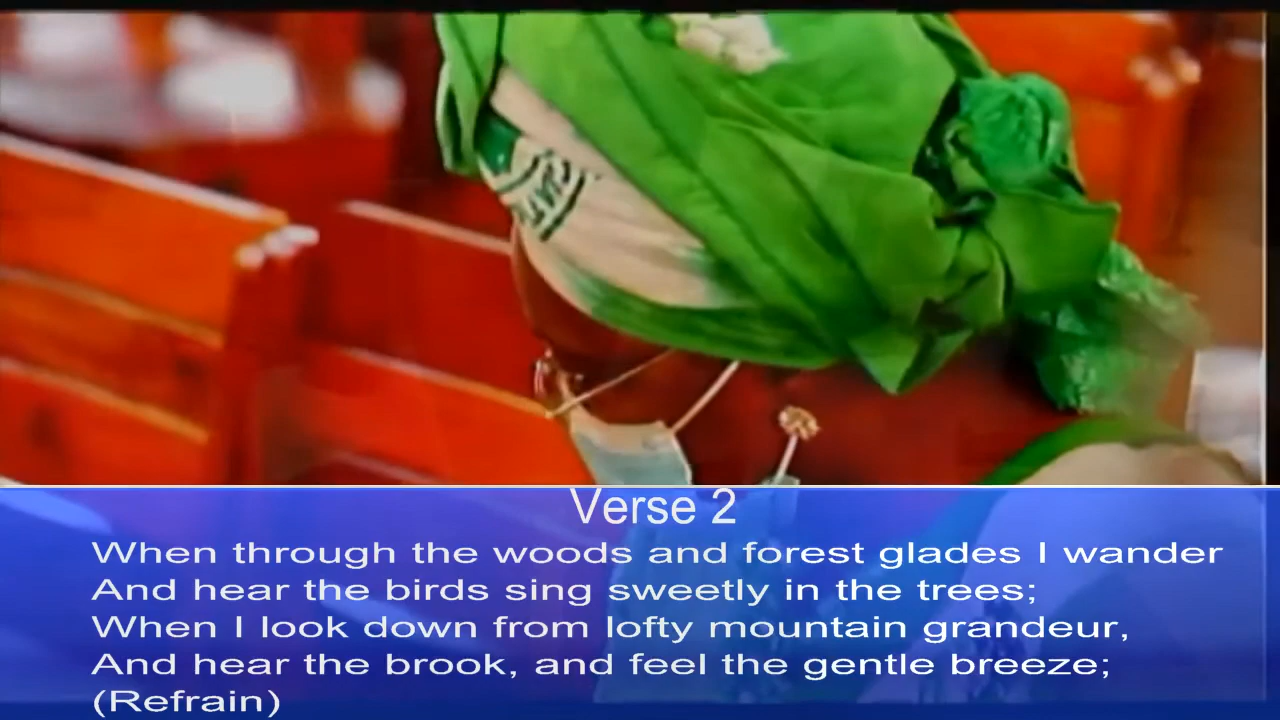 Verse 2
When through the woods and forest glades I wander
And hear the birds sing sweetly in the trees;
When I look down from lofty mountain grandeur,
And hear the brook, and feel the gentle breeze;
(Refrain)